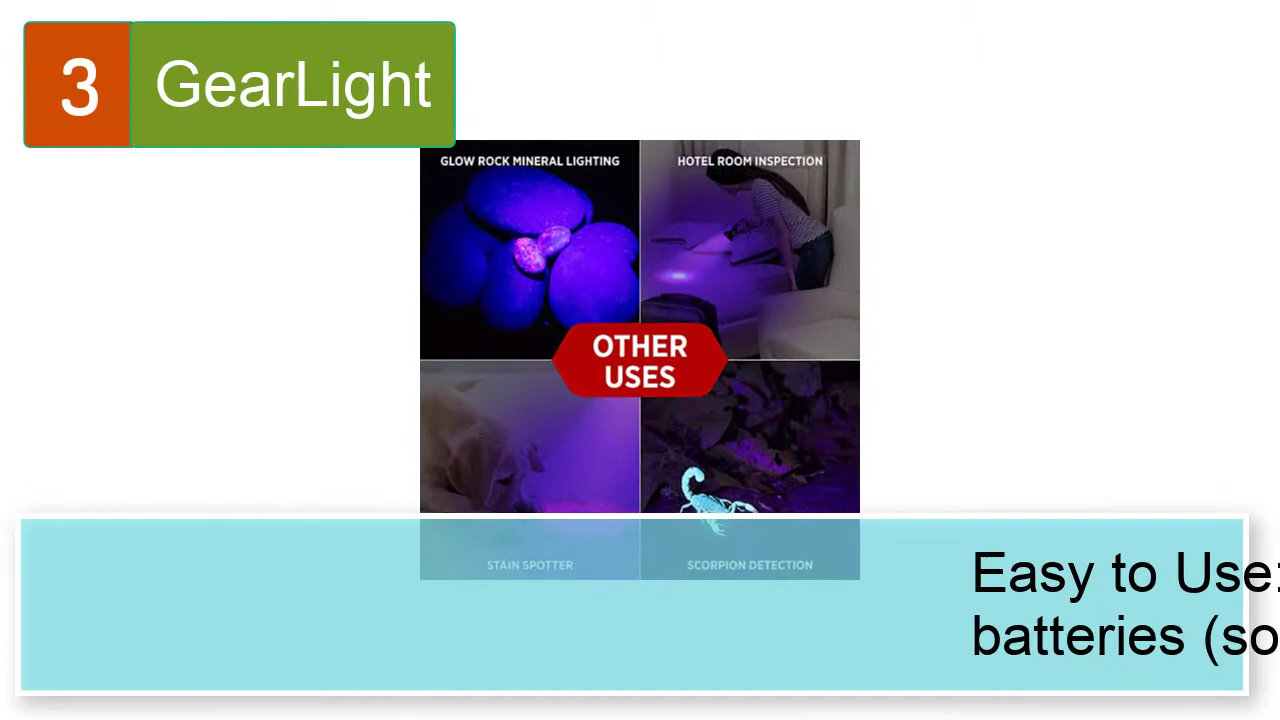 3
GearLight
GLOW ROCK MINERAL LIGHTING
HOTEL ROOM INSPECTION
OTHER
USES
STAIN SPOTTER
SCORPION DETECTION
Easy to Use:
batteries (so